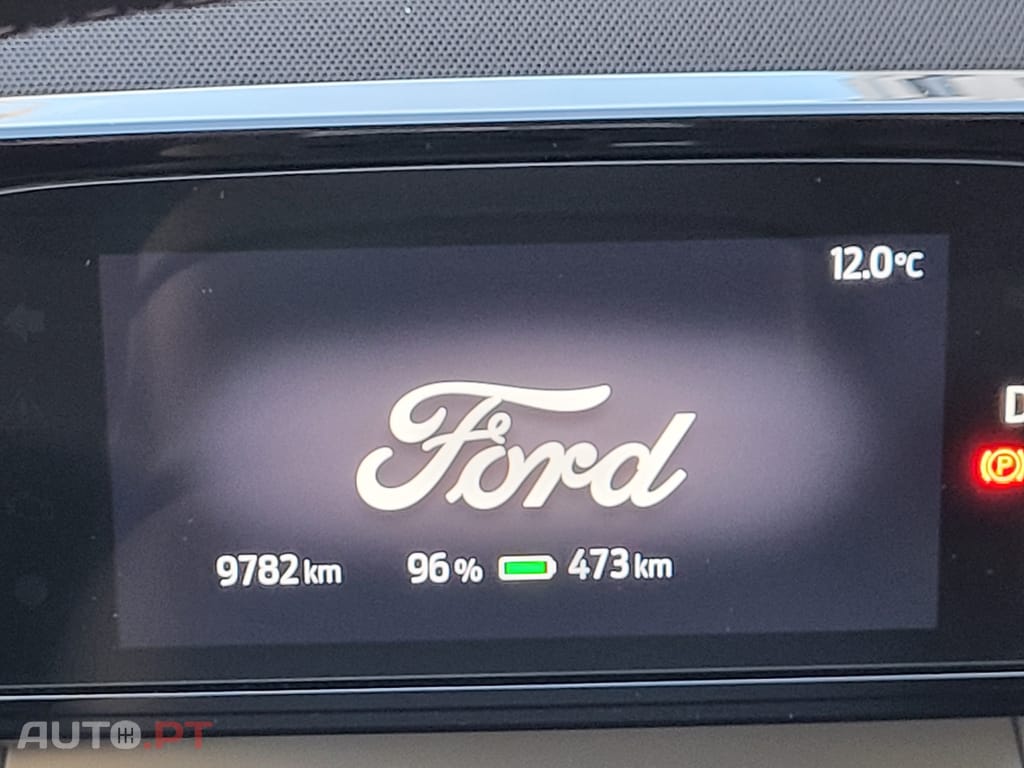 12.0°C
Ford
D
(P)
9782 km 96 % 473 km
AUTO.PT